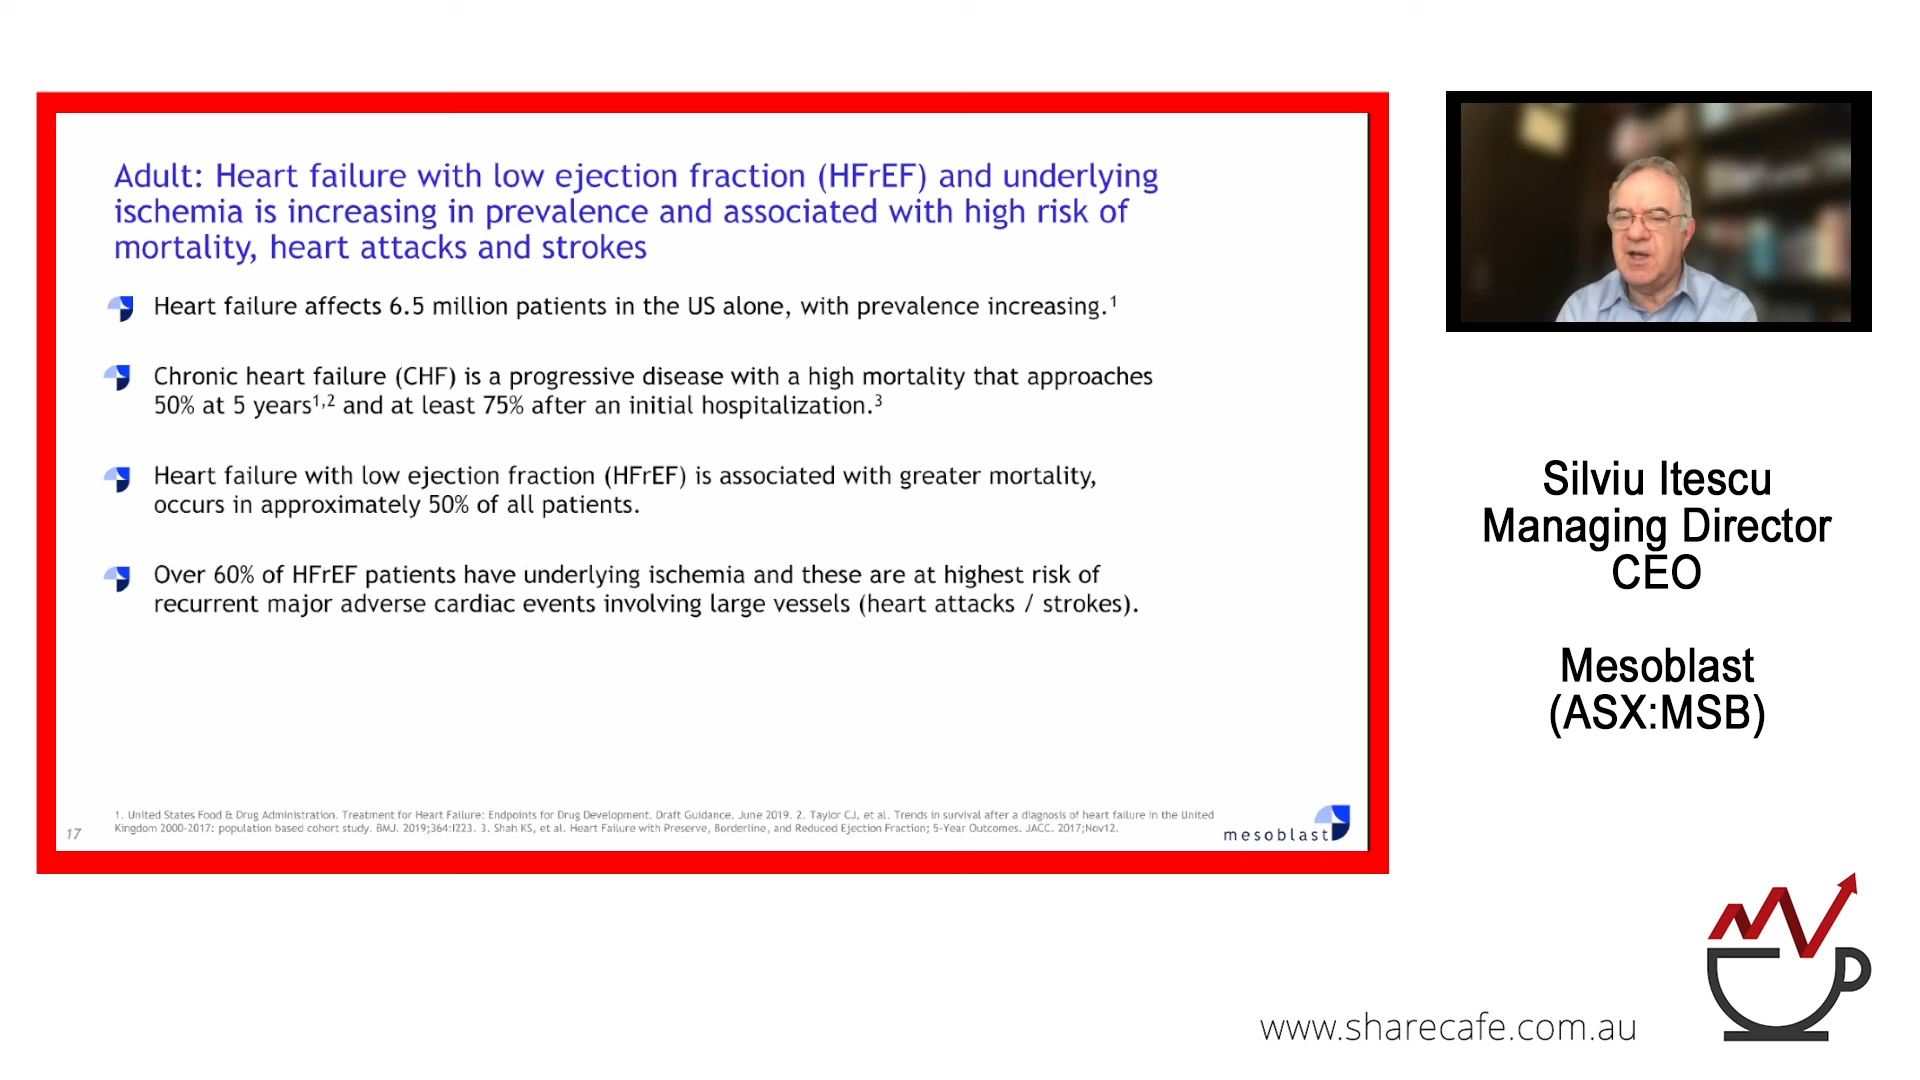 Adult: Heart failure with low ejection fraction (HFrEF) and underlying
ischemia is increasing in prevalence and associated with high risk of
mortality, heart attacks and strokes
Heart failure affects 6.5 million patients in the US alone, with prevalence increasing.¹
Chronic heart failure (CHF) is a progressive disease with a high mortality that approaches
50% at 5 years¹,² and at least 75% after an initial hospitalization.³
Heart failure with low ejection fraction (HFrEF) is associated with greater mortality,
occurs in approximately 50% of all patients.
Over 60% of HFrEF patients have underlying ischemia and these are at highest risk of
recurrent major adverse cardiac events involving large vessels (heart attacks / strokes).
1. United States Food & Drug Administration. Treatment for Heart Failure: Endpoints for Drug Development. Draft Guidance. June 2019. 2. Taylor CJ, et al. Trends in survival after a diagnosis of heart failure in the United
Kingdom 2000-2017: population based cohort study. BMJ. 2019;364:l223. 3. Shah KS, et al. Heart Failure with Preserve, Borderline, and Reduced Ejection Fraction; 5-Year Outcomes. JACC. 2017;Nov12.
17
mesoblast
Silviu Itescu
Managing Director
CEO
Mesoblast
(ASX:MSB)
www.sharecafe.com.au